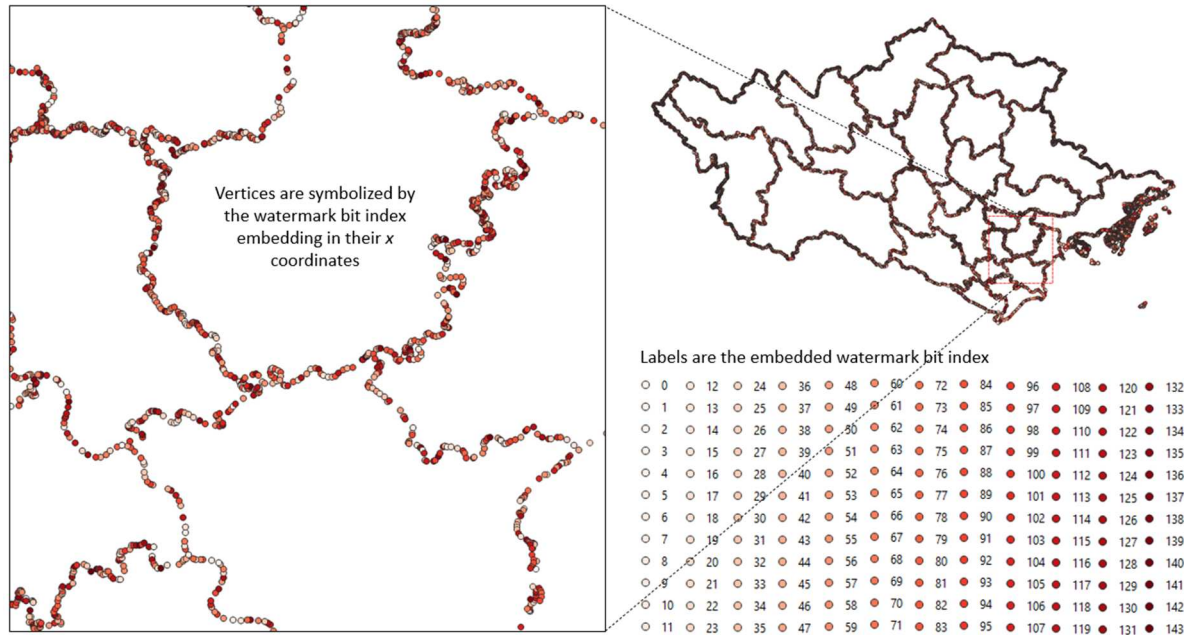 Vertices are symbolized by
the watermark bit index
embedding in their x
coordinates
Labels are the embedded watermark bit index
0 12 24 36 48 60 72 84 96 108 120 132
1 13 25 37 49 61 73 85 97 109 121 133
2 14 26 38 50 62 74 86 98 110 122 134
3 15 27 39 51 63 75 87 99 111 123 135
4 16 28 40 52 64 76 88 100 112 124 136
5 17 29 41 53 65 77 89 101 113 125 137
6 18 30 42 54 66 78 90 102 114 126 138
7 19 31 43 55 67 79 91 103 115 127 139
8 20 32 44 56 68 80 92 104 116 128 140
9 21 33 45 57 69 81 93 105 117 129 141
10 22 34 46 58 70 82 94 106 118 130 142
11 23 35 47 59 71 83 95 107 119 131 143